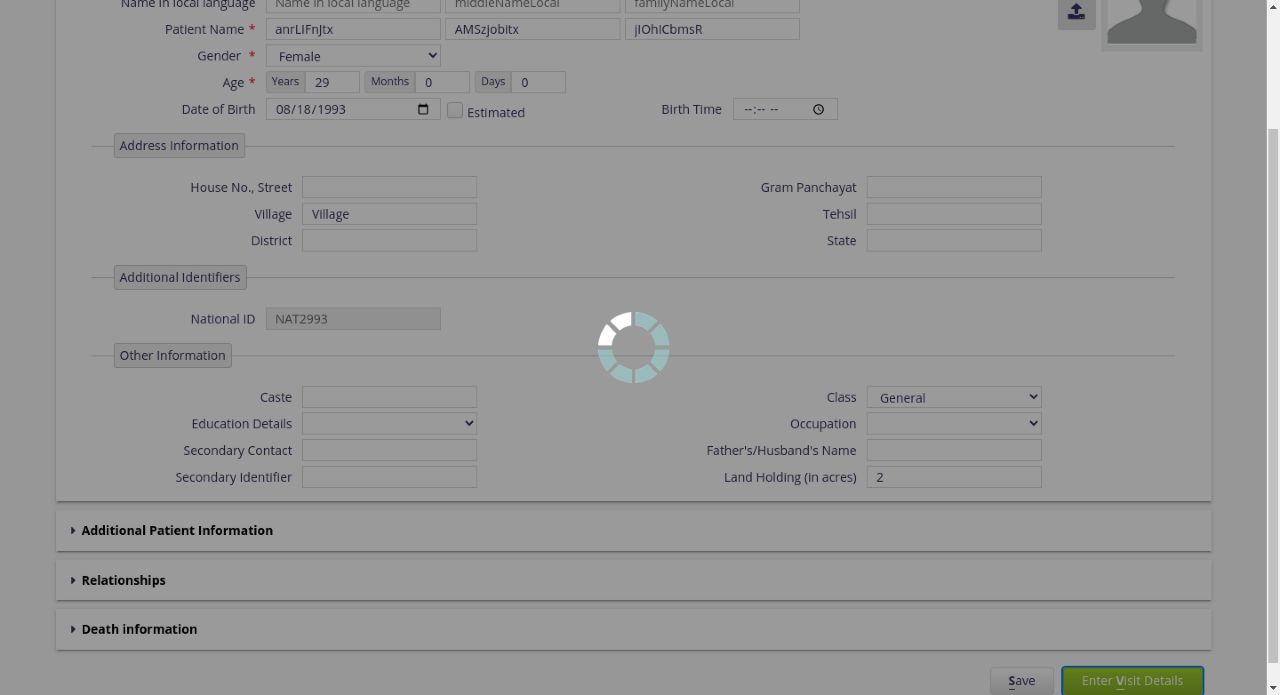 Name in local language Name in local language middleNameLocal familyNameLocal
Patient Name * anrLIFnJtx AMSzjobitx jIOhlCbmsR
Gender * Female
Age * Years 29 Months 0 Days 0
Date of Birth 08/18/1993 Estimated Birth Time --:-- --
Address Information
House No., Street Gram Panchayat
Village Village Tehsil
District State
Additional Identifiers
National ID NAT2993
Other Information
Caste Class General
Education Details Occupation
Secondary Contact Father's/Husband's Name
Secondary Identifier Land Holding (in acres) 2
Additional Patient Information
Relationships
Death information
Save Enter Visit Details